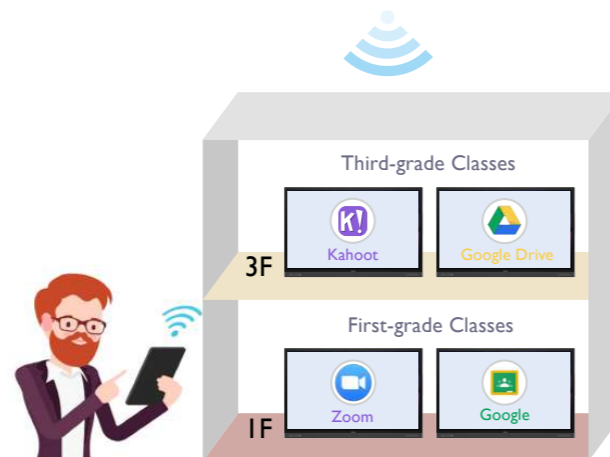 Third-grade Classes
K!
Kahoot
Google Drive
3F
First-grade Classes
Zoom
Google
1F